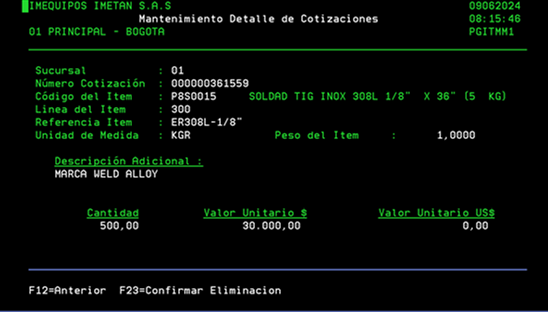 IMEQUIPOS IMETAN S.A.S 09062024
Mantenimiento Detalle de Cotizaciones 08:15:46
01 PRINCIPAL - BOGOTA PGITMM1
Sucursal : 01
Número Cotización : 000000361559
Código del Item : P8S0015 SOLDAD TIG INOX 308L 1/8" X 36" (5 KG)
Linea del Item : 300
Referencia Item : ER308L-1/8"
Unidad de Medida : KGR Peso del Item : 1,0000
Descripción Adicional :
MARCA WELD ALLOY
Cantidad Valor Unitario $ Valor Unitario US$
500,00 30.000,00 0,00
F12=Anterior F23=Confirmar Eliminacion